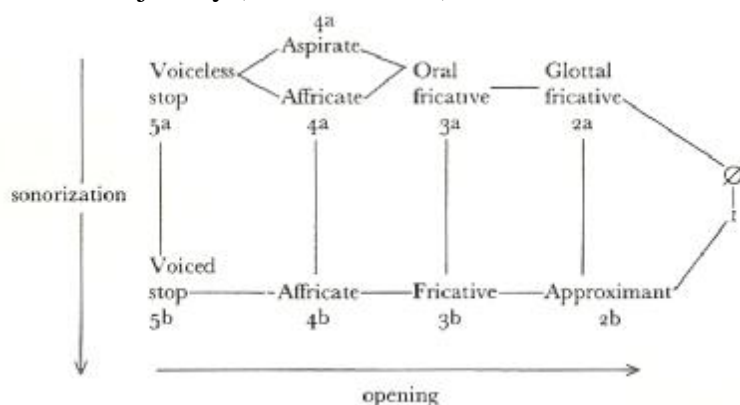 4a
Aspirate
Voiceless Oral Glottal
stop Affricate fricative fricative
5a 4a 3a 2a
Ø
sonorization
1
Voiced
stop Affricate Fricative Approximant
5b 4b 3b 2b
opening